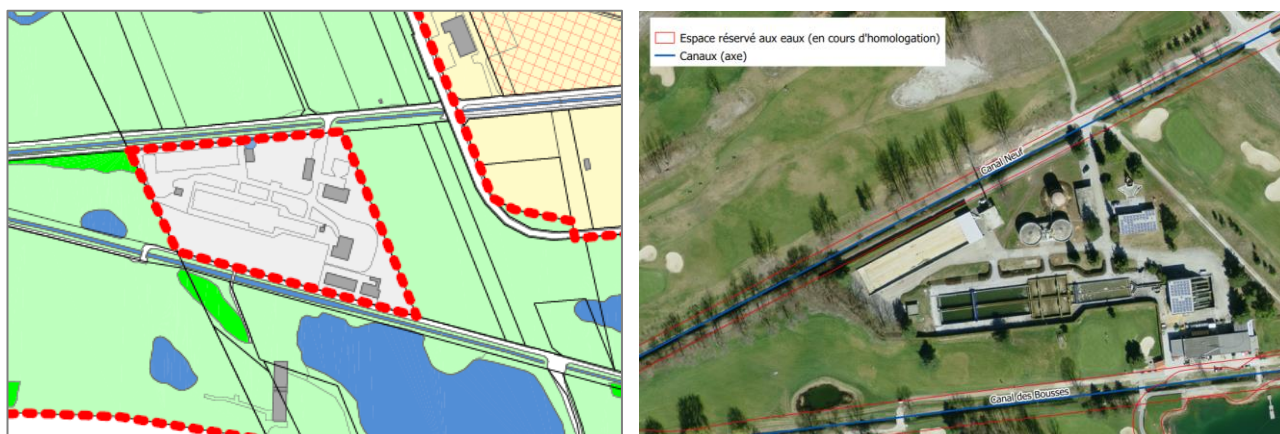 Espace réservé aux eaux (en cours d'homologation)
Canaux (axe)
Canal Neuf
Canal des Bousses